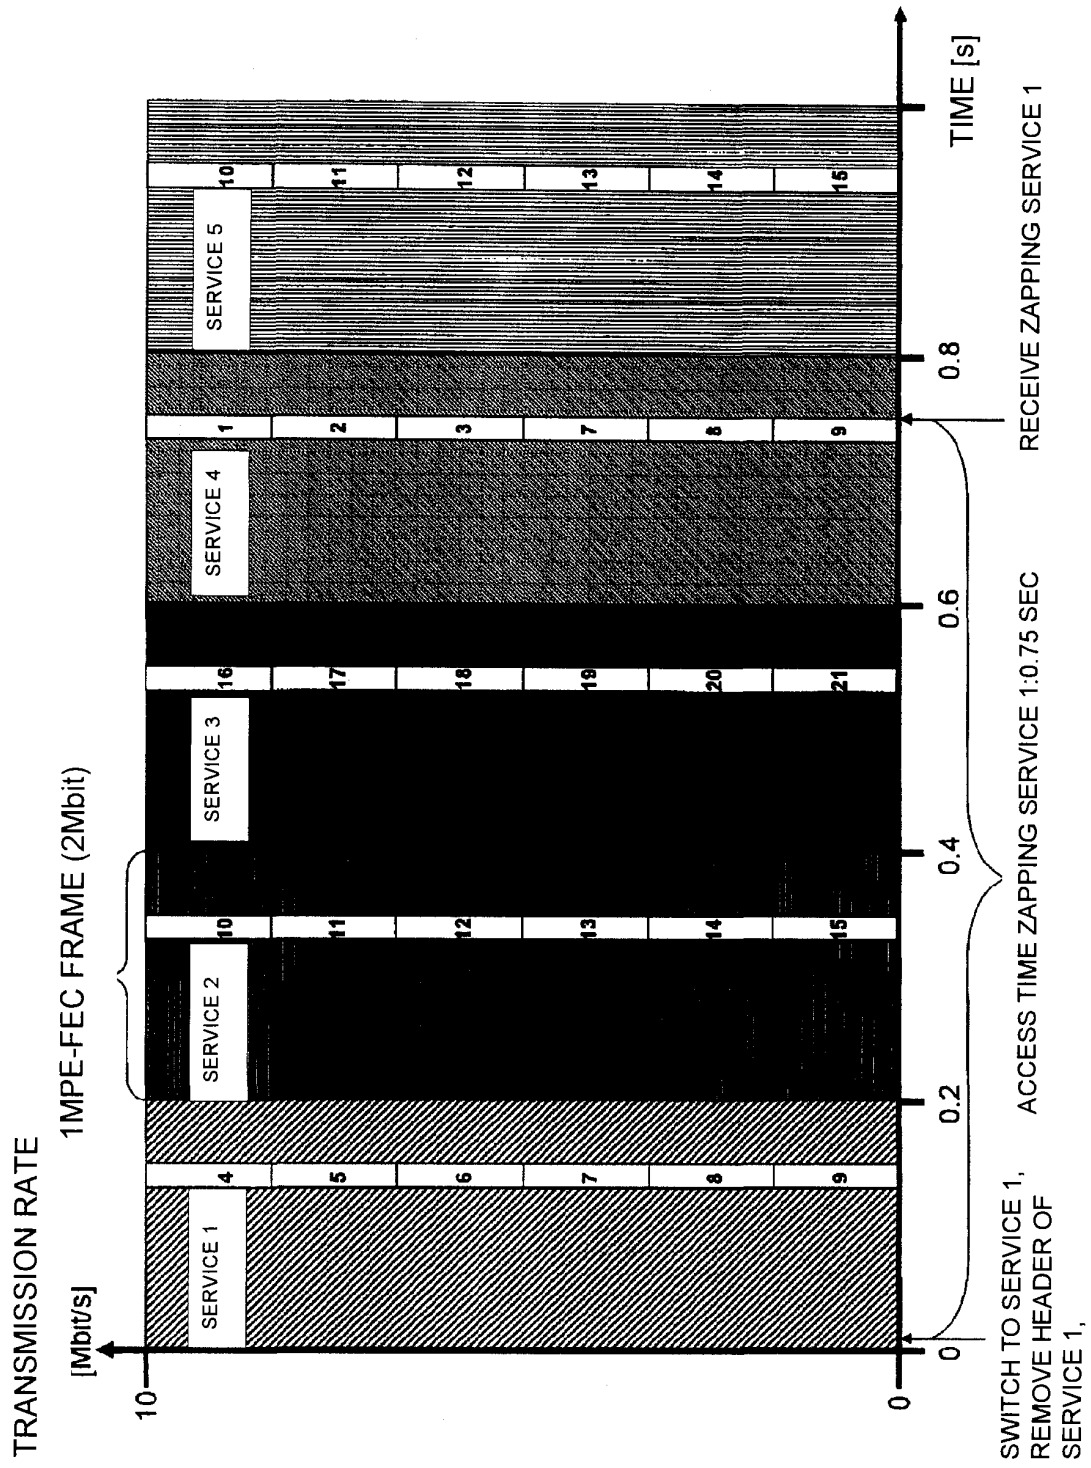 TRANSMISSION RATE
[Mbit/s]
1MPE-FEC FRAME (2Mbit)
10
0
SERVICE 1
4
5
6
7
8
9
SERVICE 2
10
11
12
13
14
15
SERVICE 3
16
17
18
19
20
21
SERVICE 4
1
2
3
7
8
9
SERVICE 5
10
11
12
13
14
15
0
0.2
0.4
0.6
0.8
TIME [s]
SWITCH TO SERVICE 1,
REMOVE HEADER OF
SERVICE 1,
ACCESS TIME ZAPPING SERVICE 1:0.75 SEC
RECEIVE ZAPPING SERVICE 1